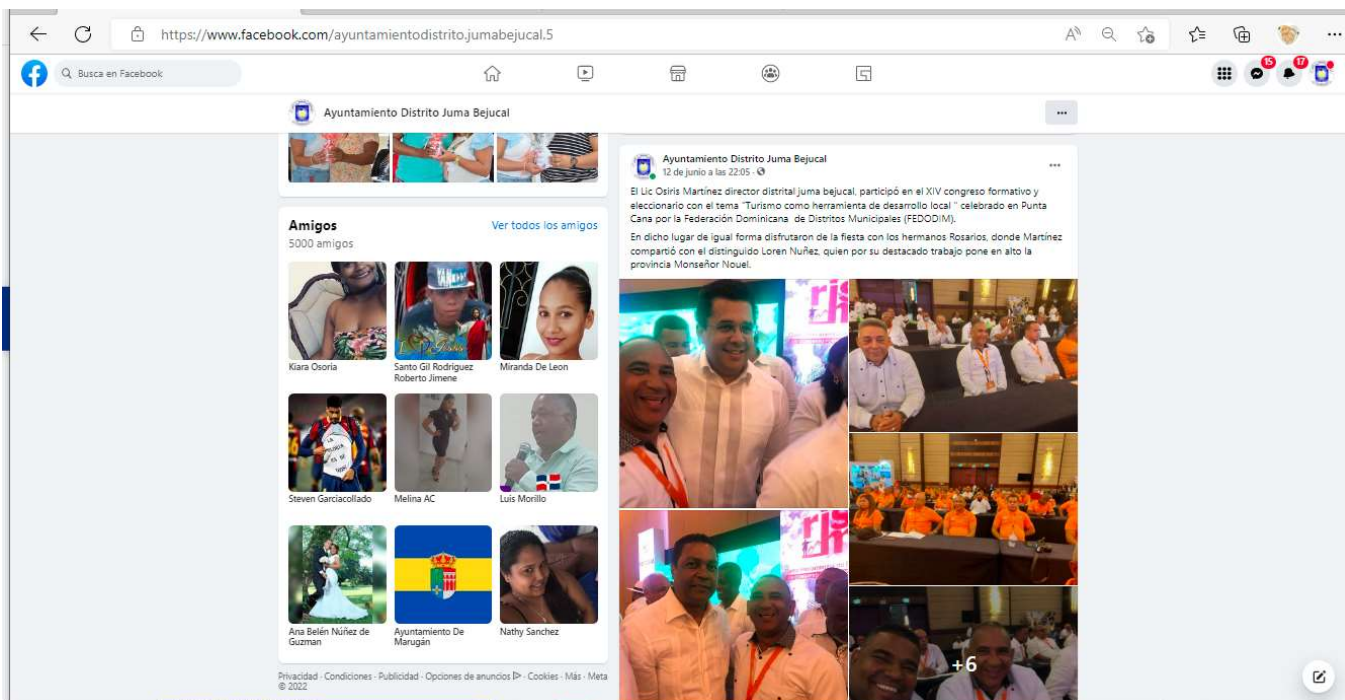 https://www.facebook.com/ayuntamientodistrito.jumabejucal.5
Busca en Facebook
15
17
Ayuntamiento Distrito Juma Bejucal
Amigos
Ver todos los amigos
5000 amigos
Kiara Osoria
Santo Gil Rodriguez
Roberto Jimene
Miranda De Leon
Steven Garciacollado
Melina AC
Luis Morillo
Ana Belén Núñez de
Guzman
Ayuntamiento De
Marugán
Nathy Sanchez
Privacidad · Condiciones · Publicidad · Opciones de anuncios · Cookies · Más · Meta
© 2022
Ayuntamiento Distrito Juma Bejucal
12 de junio a las 22:05 ·
El Lic Osiris Martínez director distrital juma bejucal, participó en el XIV congreso formativo y
eleccionario con el tema "Turismo como herramienta de desarrollo local " celebrado en Punta
Cana por la Federación Dominicana de Distritos Municipales (FEDODIM).
En dicho lugar de igual forma disfrutaron de la fiesta con los hermanos Rosarios, donde Martínez
compartió con el distinguido Loren Nuñez, quien por su destacado trabajo pone en alto la
provincia Monseñor Nouel.
+6